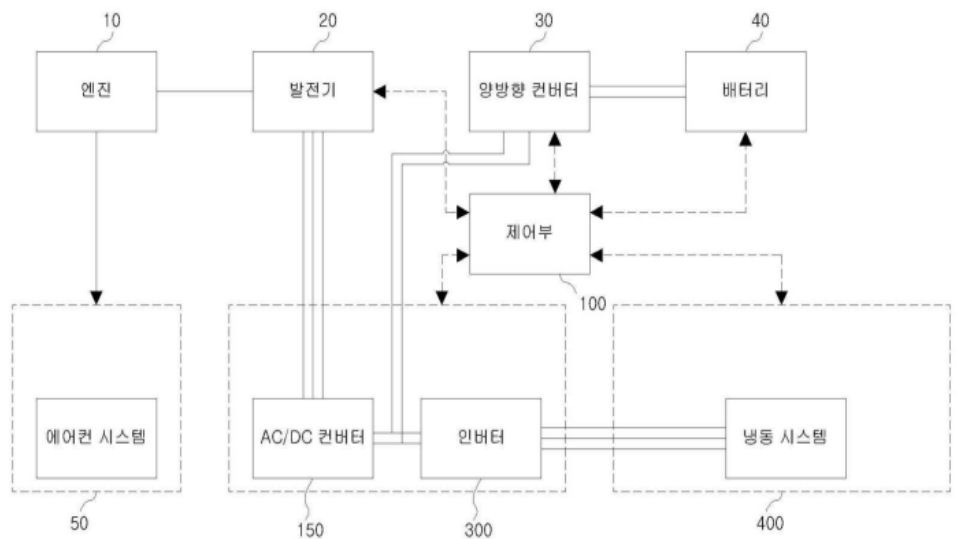 10
20
30
40
엔진
발전기
양방향 컨버터
배터리
제어부
100
에어컨 시스템
AC/DC 컨버터
인버터
냉동 시스템
50
150
300
400